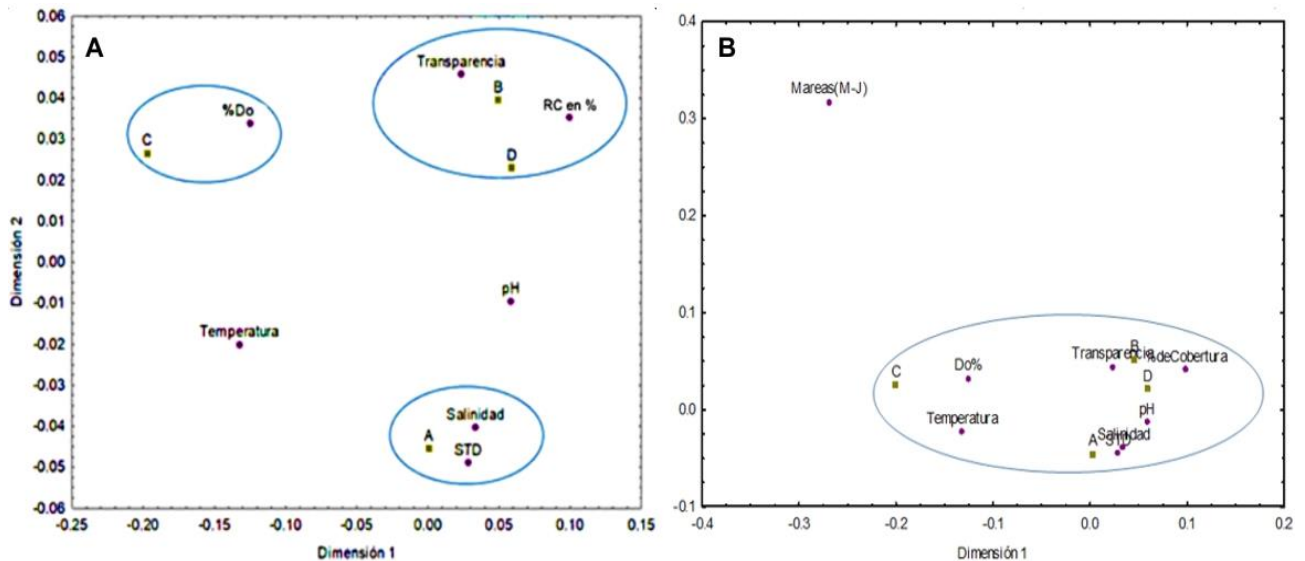 A
0.06
0.05
0.04
0.03
0.02
0.01
0.00
-0.01
-0.02
-0.03
-0.04
-0.05
-0.06
Dimensión 2
Transparencia
B
RC en %
D
%Do
C
pH
Temperatura
Salinidad
A
STD
-0.25 -0.20 -0.15 -0.10 -0.05 0.00 0.05 0.10 0.15
Dimensión 1
B
0.4
0.3
0.2
0.1
0.0
-0.1
Mareas(M-J)
B
Transparencia
%deCobertura
Do%
C
D
Temperatura
pH
Salinidad
A
STD
-0.4 -0.3 -0.2 -0.1 0.0 0.1 0.2
Dimensión 1